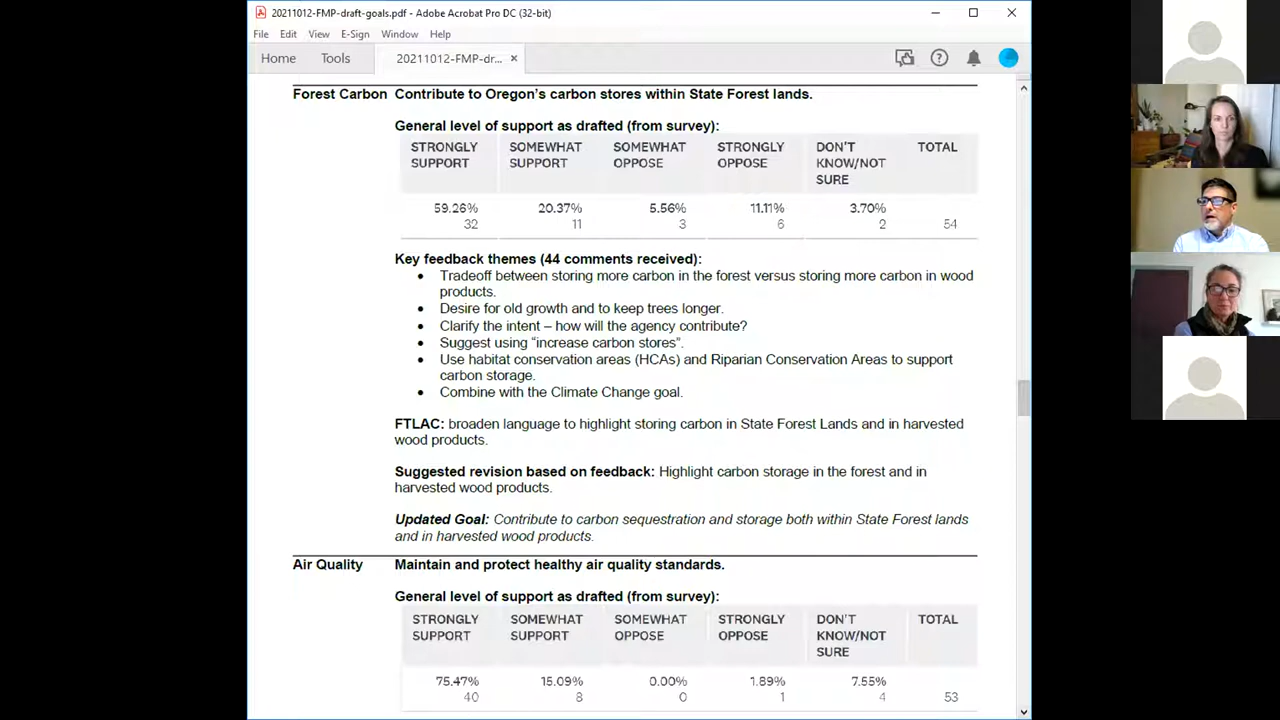 20211012-FMP-draft-goals.pdf - Adobe Acrobat Pro DC (32-bit)
File Edit View E-Sign Window Help
Home Tools 20211012-FMP-dr... ×
Forest Carbon Contribute to Oregon's carbon stores within State Forest lands.
General level of support as drafted (from survey):
STRONGLY SUPPORT SOMEWHAT SUPPORT SOMEWHAT OPPOSE STRONGLY OPPOSE DON'T KNOW/NOT SURE TOTAL
59.26% 20.37% 5.56% 11.11% 3.70%
32 11 3 6 2 54
Key feedback themes (44 comments received):
• Tradeoff between storing more carbon in the forest versus storing more carbon in wood
products.
• Desire for old growth and to keep trees longer.
• Clarify the intent – how will the agency contribute?
• Suggest using “increase carbon stores”.
• Use habitat conservation areas (HCAs) and Riparian Conservation Areas to support
carbon storage.
• Combine with the Climate Change goal.
FTLAC: broaden language to highlight storing carbon in State Forest Lands and in harvested
wood products.
Suggested revision based on feedback: Highlight carbon storage in the forest and in
harvested wood products.
Updated Goal: Contribute to carbon sequestration and storage both within State Forest lands
and in harvested wood products.
Air Quality Maintain and protect healthy air quality standards.
General level of support as drafted (from survey):
STRONGLY SUPPORT SOMEWHAT SUPPORT SOMEWHAT OPPOSE STRONGLY OPPOSE DON'T KNOW/NOT SURE TOTAL
75.47% 15.09% 0.00% 1.89% 7.55%
40 8 0 1 4 53